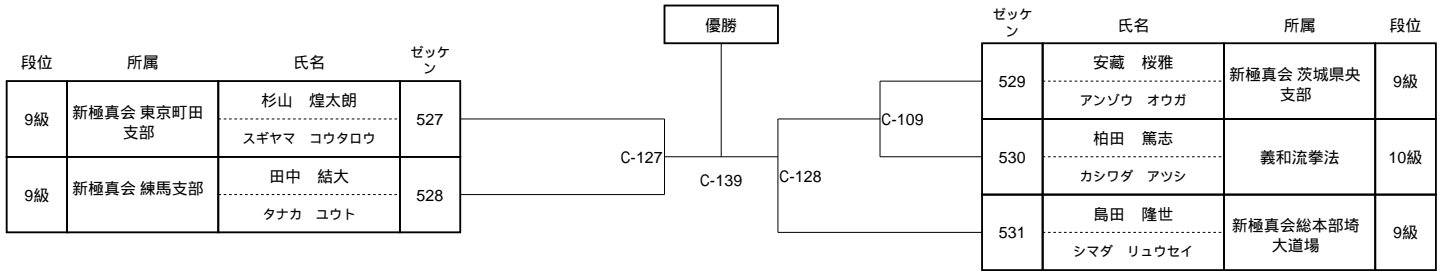 優勝
段位 所属 氏名 ゼッケ
ン
9級 新極真会 東京町田
支部 杉山 煌太朗
スギヤマ コウタロウ 527
9級 新極真会 練馬支部 田中 結大
タナカ ユウト 528
C-127
C-139
C-128
C-109
ゼッケ
ン 氏名 所属 段位
529 安藏 桜雅
アンゾウ オウガ 新極真会 茨城県央
支部 9級
530 柏田 篤志
カシワダ アツシ 義和流拳法 10級
531 島田 隆世
シマダ リュウセイ 新極真会総本部埼
大道場 9級